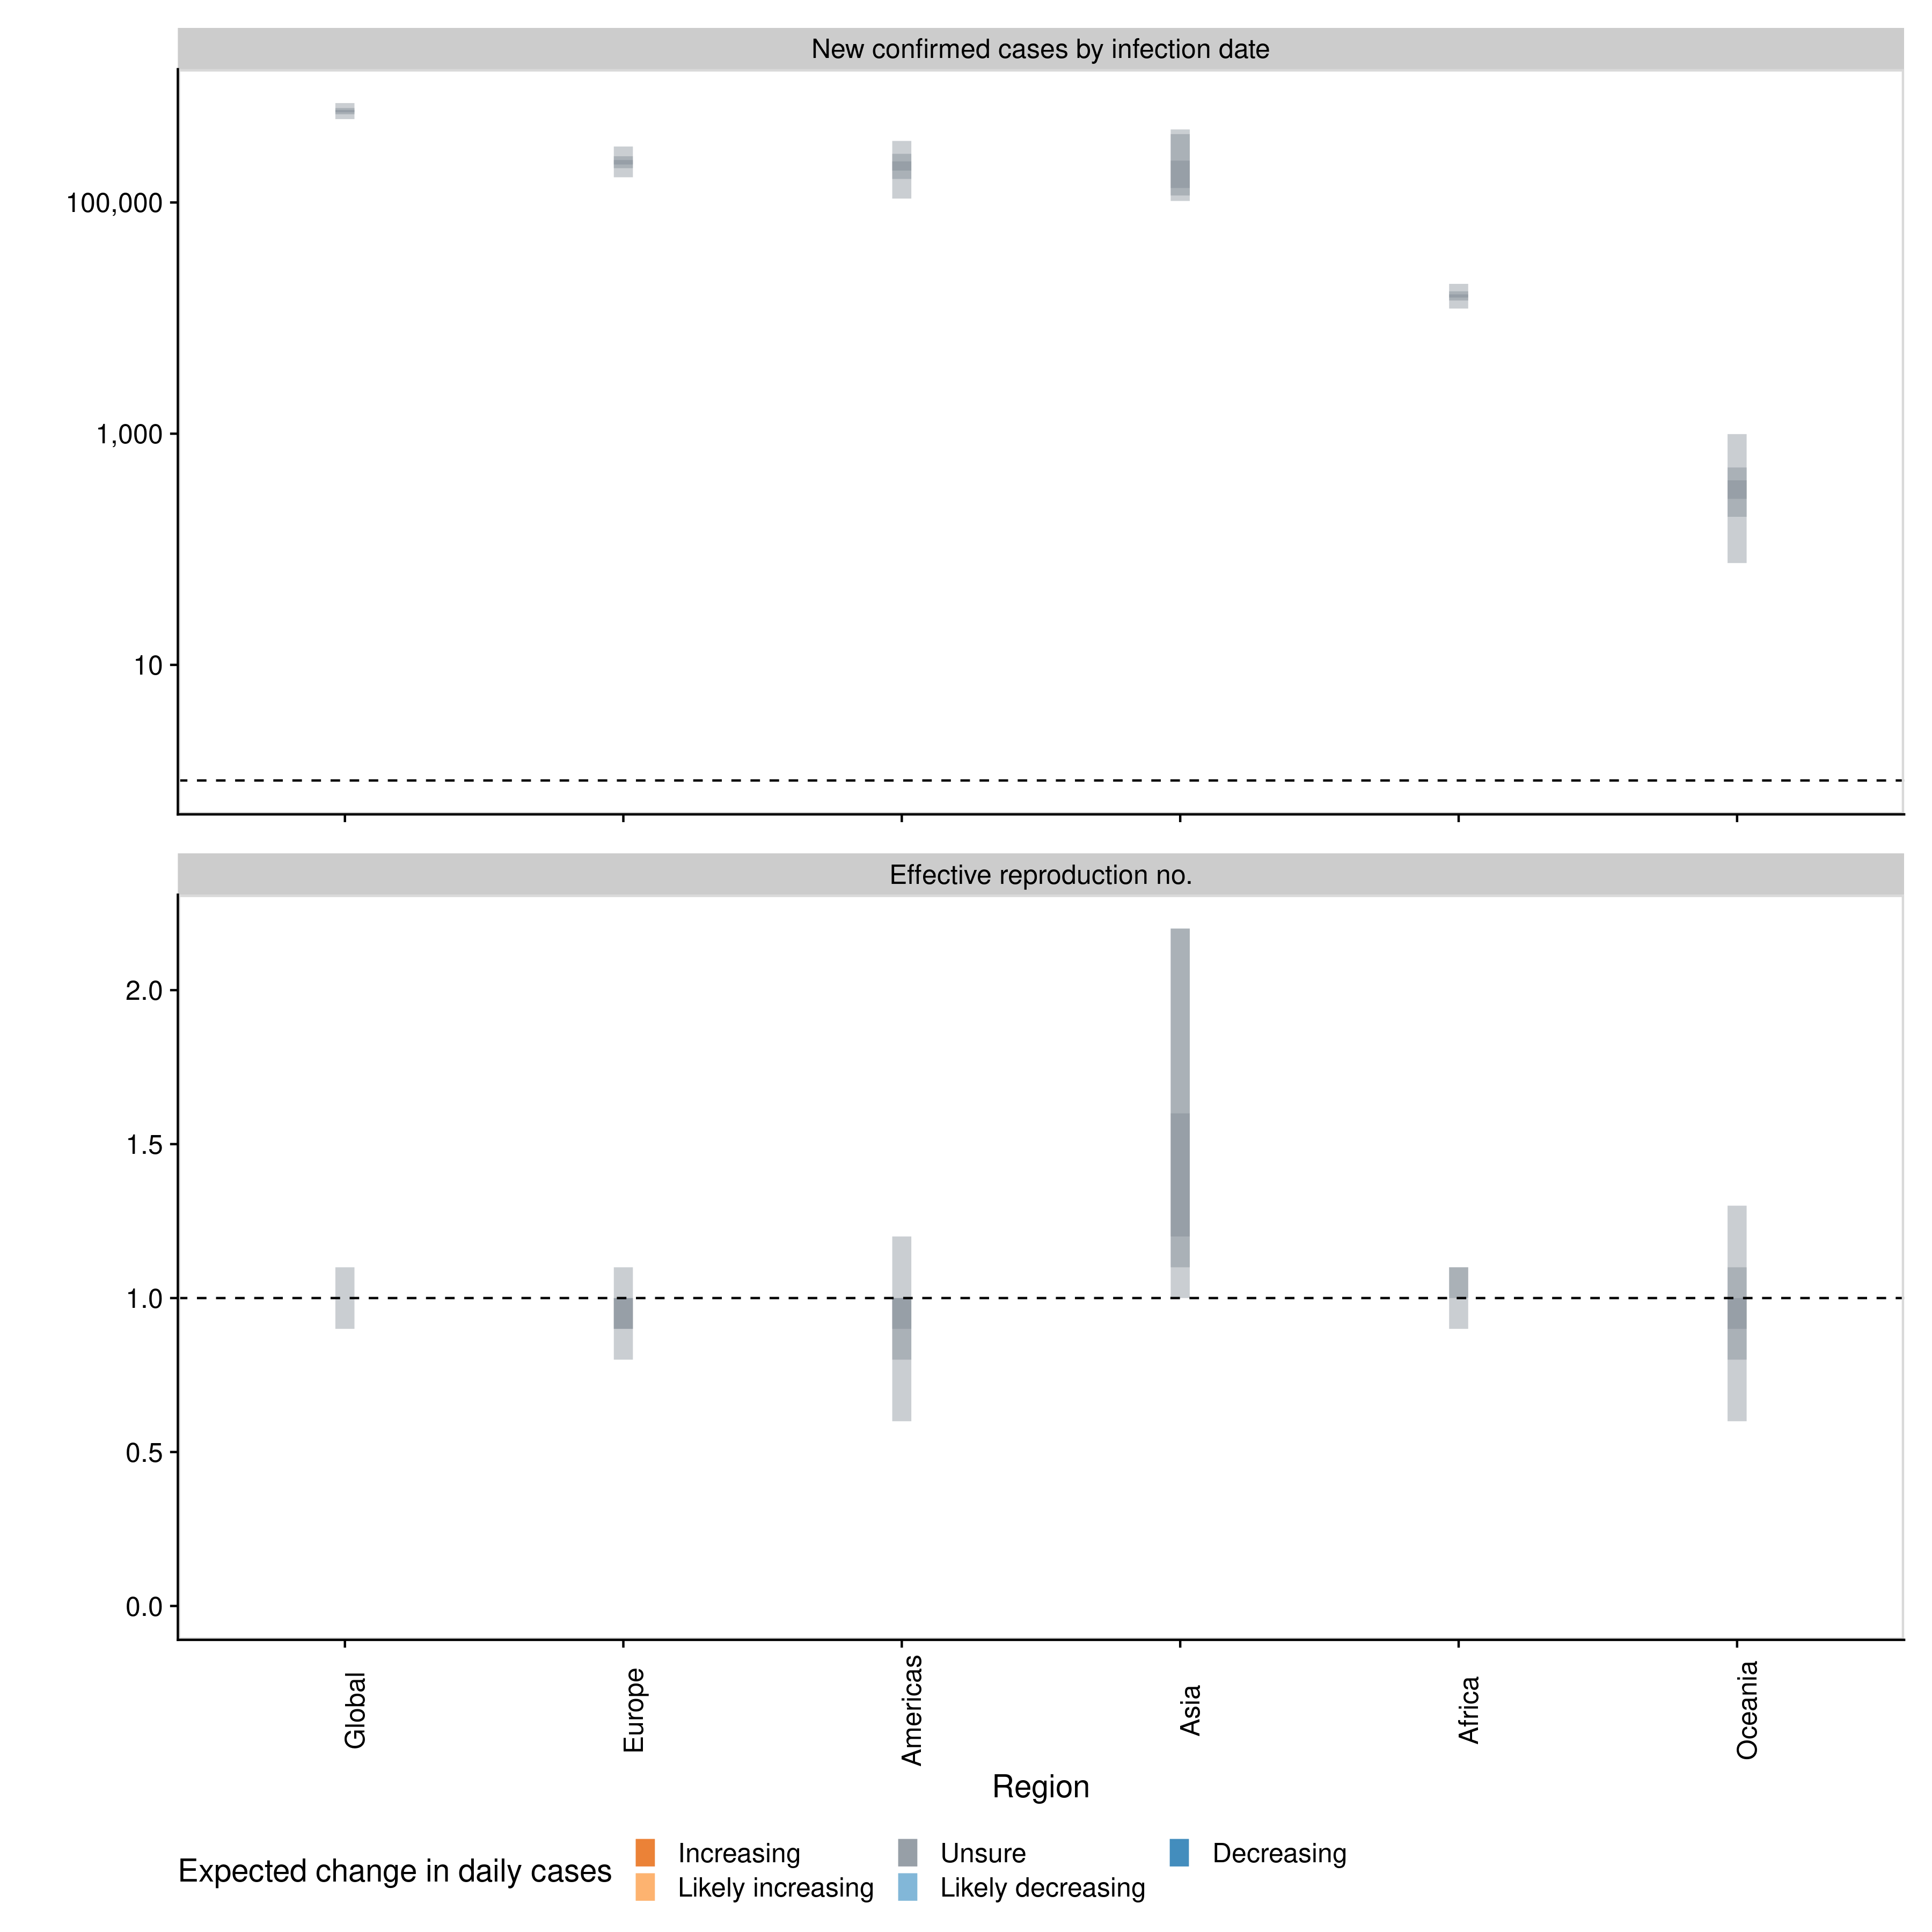 New confirmed cases by infection date
100,000
1,000
10
Effective reproduction no.
2.0
1.5
1.0
0.5
0.0
Global
Europe
Americas
Asia
Africa
Oceania
Region
Expected change in daily cases
Increasing
Unsure
Decreasing
Likely increasing
Likely decreasing